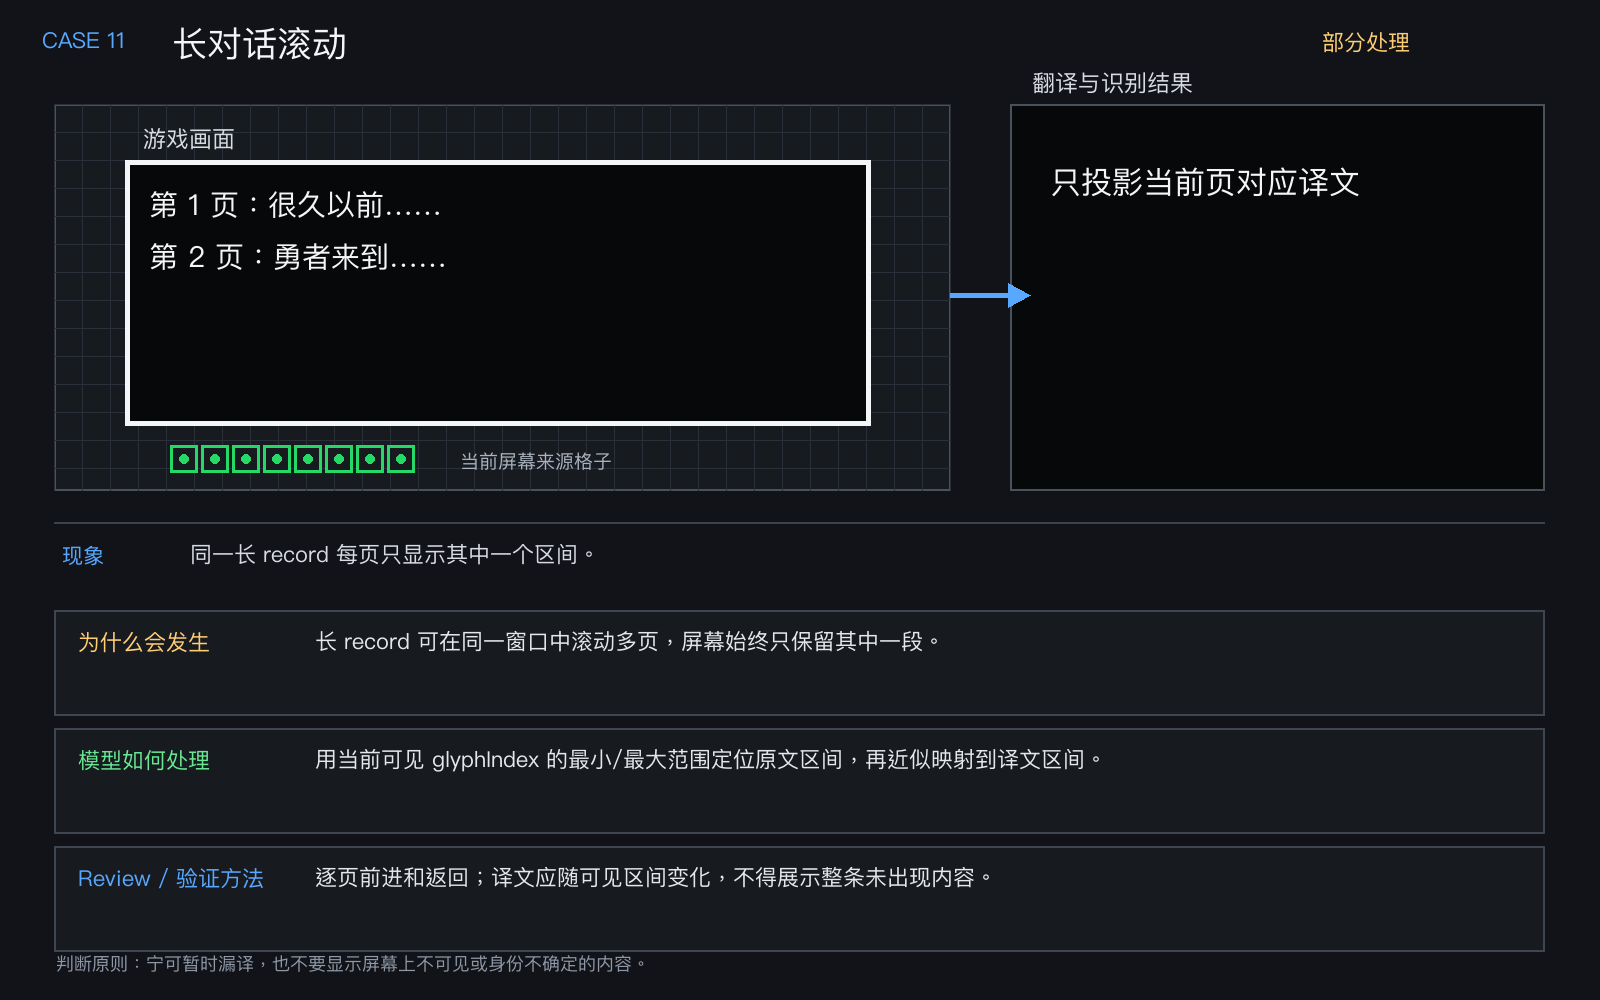 CASE 11
长对话滚动
部分处理
翻译与识别结果
游戏画面
第 1 页：很久以前……
第 2 页：勇者来到……
只投影当前页对应译文
当前屏幕来源格子
现象
同一长 record 每页只显示其中一个区间。
为什么会发生
长 record 可在同一窗口中滚动多页，屏幕始终只保留其中一段。
模型如何处理
用当前可见 glyphIndex 的最小/最大范围定位原文区间，再近似映射到译文区间。
Review / 验证方法
逐页前进和返回；译文应随可见区间变化，不得展示整条未出现内容。
判断原则：宁可暂时漏译，也不要显示屏幕上不可见或身份不确定的内容。